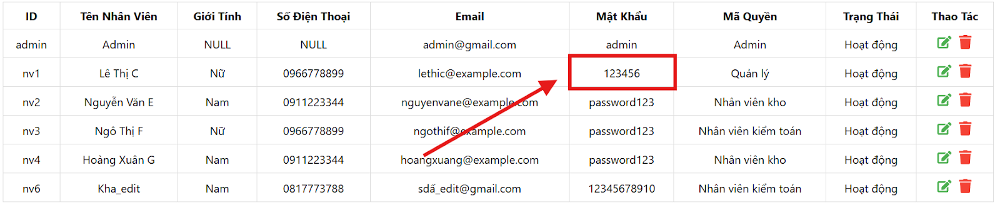 ID Tên Nhân Viên Giới Tính Số Điện Thoại Email Mật Khẩu Mã Quyền Trạng Thái Thao Tác
admin Admin NULL NULL admin@gmail.com admin Admin Hoạt động
nv1 Lê Thị C Nữ 0966778899 lethic@example.com 123456 Quản lý Hoạt động
nv2 Nguyễn Văn E Nam 0911223344 nguyenvane@example.com password123 Nhân viên kho Hoạt động
nv3 Ngô Thị F Nữ 0966778899 ngothif@example.com password123 Nhân viên kiểm toán Hoạt động
nv4 Hoàng Xuân G Nam 0911223344 hoangxuang@example.com password123 Nhân viên kho Hoạt động
nv6 Kha_edit Nam 0817773788 sdấ_edit@gmail.com 12345678910 Nhân viên kiểm toán Hoạt động